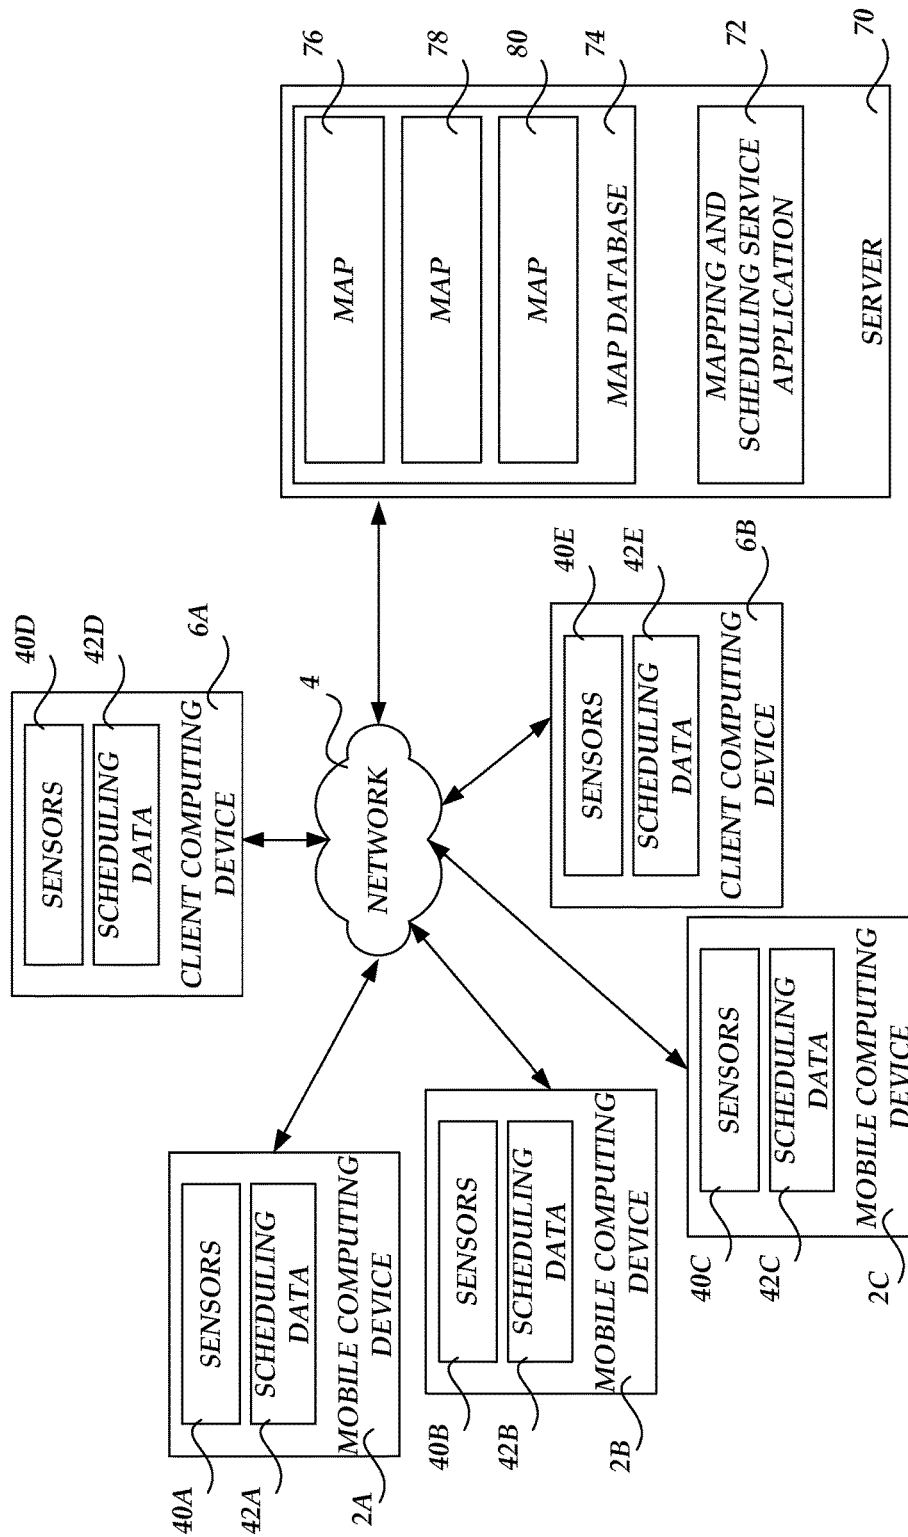 40A
SENSORS
42A
SCHEDULING
DATA
2A
MOBILE COMPUTING
DEVICE
40B
SENSORS
42B
SCHEDULING
DATA
2B
MOBILE COMPUTING
DEVICE
40C
SENSORS
42C
SCHEDULING
DATA
2C
MOBILE COMPUTING
DEVICE
40D
SENSORS
42D
SCHEDULING
DATA
6A
CLIENT COMPUTING
DEVICE
4
NETWORK
40E
SENSORS
42E
SCHEDULING
DATA
6B
CLIENT COMPUTING
DEVICE
76
MAP
78
MAP
80
MAP
74
MAP DATABASE
72
MAPPING AND
SCHEDULING SERVICE
APPLICATION
70
SERVER